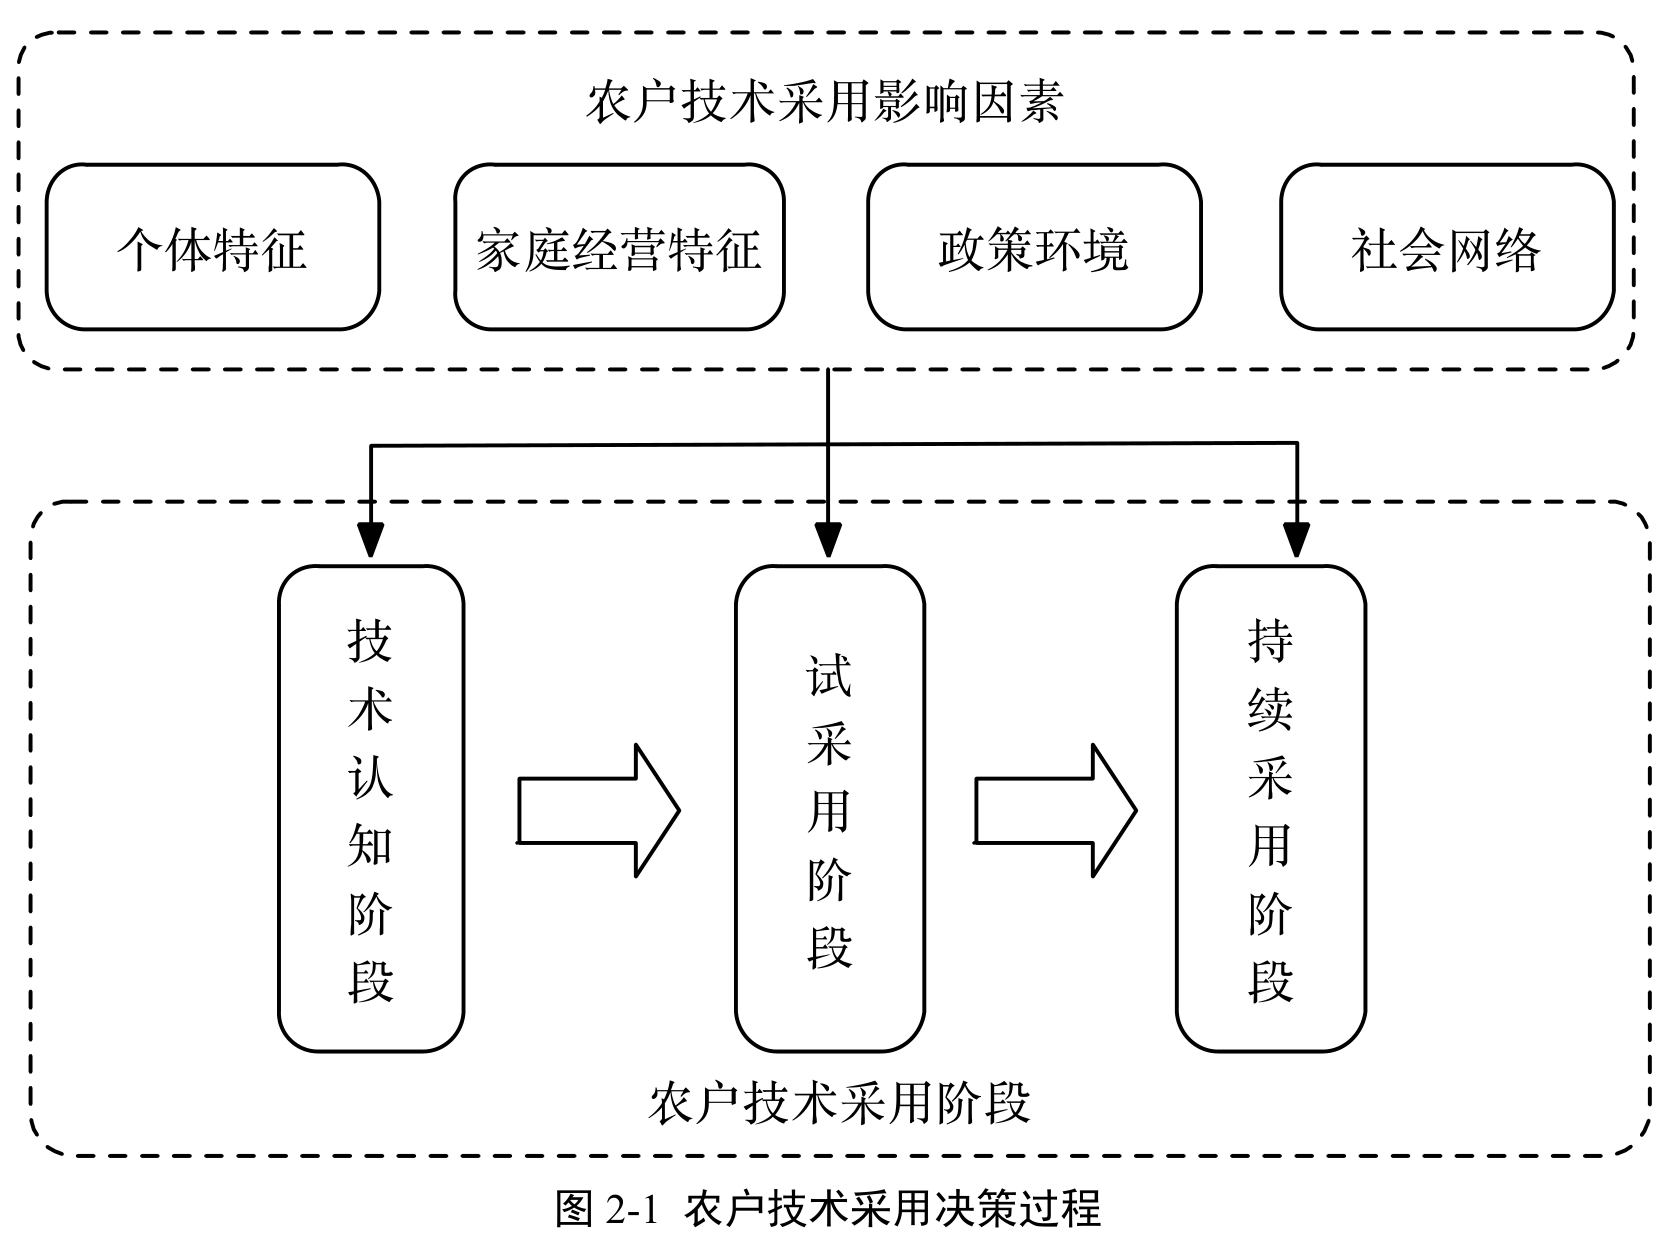 农户技术采用影响因素
个体特征
家庭经营特征
政策环境
社会网络
技术认知阶段
试采用阶段
持续采用阶段
农户技术采用阶段
图 2-1 农户技术采用决策过程